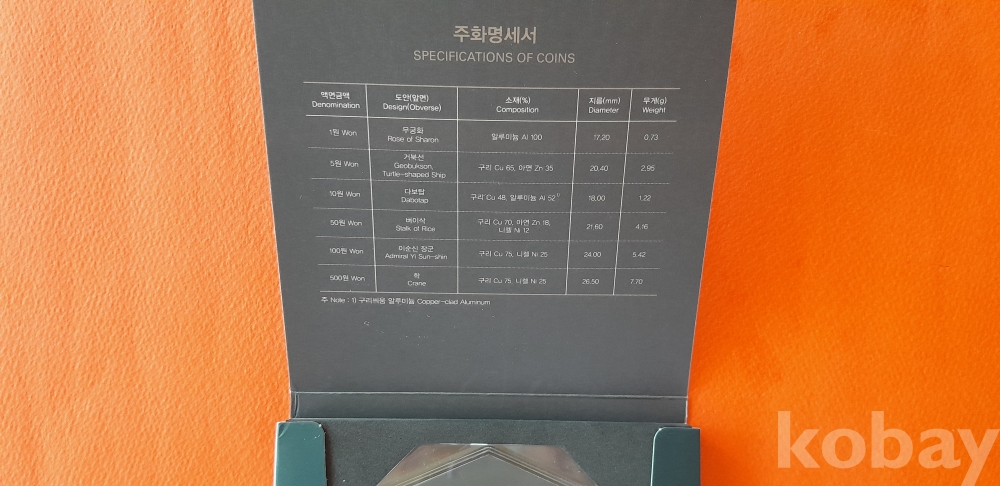 주화명세서
SPECIFICATIONS OF COINS
액면금액 도안(앞면) 소재(%) 지름(mm) 무게(g)
Denomination Design(Obverse) Composition Diameter Weight
1원 Won 무궁화 알루미늄 Al 100 17.20 0.73
Rose of Sharon
5원 Won 거북선 구리 Cu 65, 아연 Zn 35 20.40 2.95
Geobukson,
Turtle-shaped Ship
10원 Won 다보탑 구리 Cu 48, 알루미늄 Al 52¹⁾ 18.00 1.22
Dabotap
50원 Won 벼이삭 구리 Cu 70, 아연 Zn 18, 21.60 4.16
Stalk of Rice 니켈 Ni 12
100원 Won 이순신 장군 구리 Cu 75, 니켈 Ni 25 24.00 5.42
Admiral Yi Sun-shin
500원 Won 학 구리 Cu 75, 니켈 Ni 25 26.50 7.70
Crane
주 Note : 1) 구리씌움 알루미늄 Copper-clad Aluminum
kobay